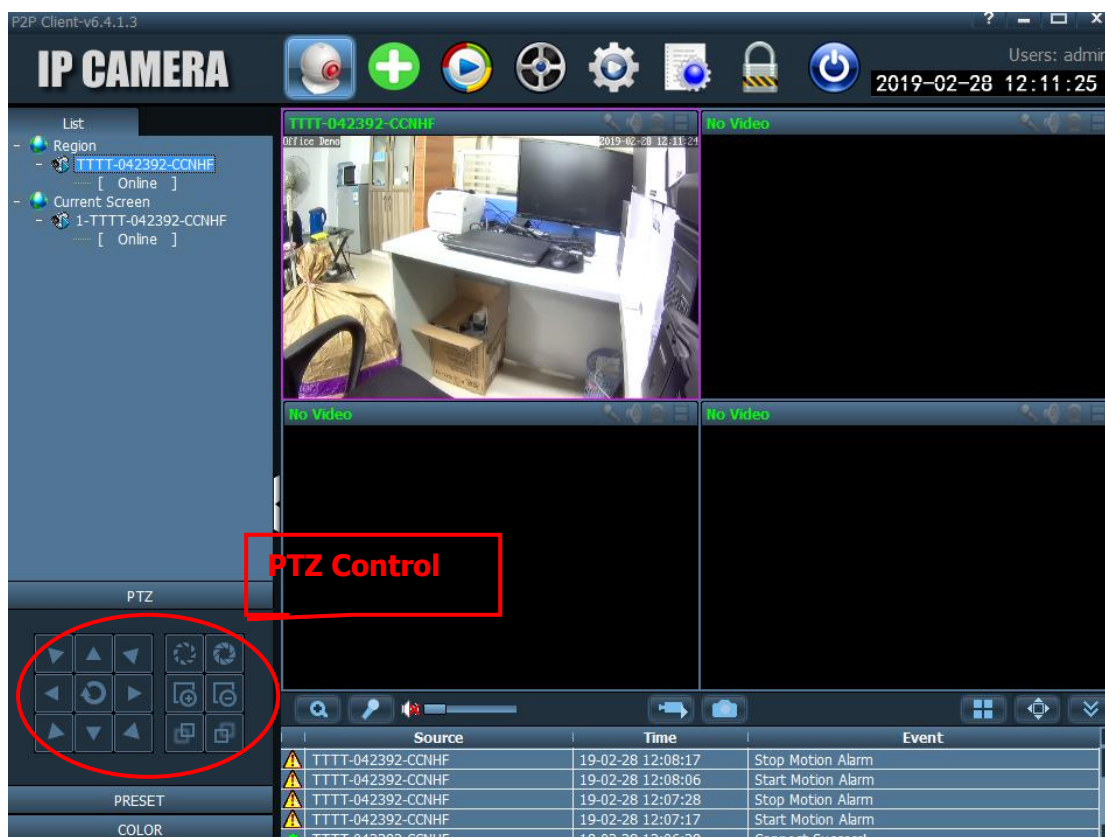 P2P Client-v6.4.1.3
IP CAMERA
Users: admin
2019-02-28 12:11:25
List
Region
TTTT-042392-CCNHF
[ Online ]
Current Screen
1-TTTT-042392-CCNHF
[ Online ]
TTTT-042392-CCNHF
No Video
Office Demo
2019-02-28 12:11:24
No Video
No Video
PTZ Control
PTZ
Source Time Event
TTTT-042392-CCNHF 19-02-28 12:08:17 Stop Motion Alarm
TTTT-042392-CCNHF 19-02-28 12:08:06 Start Motion Alarm
TTTT-042392-CCNHF 19-02-28 12:07:28 Stop Motion Alarm
TTTT-042392-CCNHF 19-02-28 12:07:17 Start Motion Alarm
PRESET
COLOR